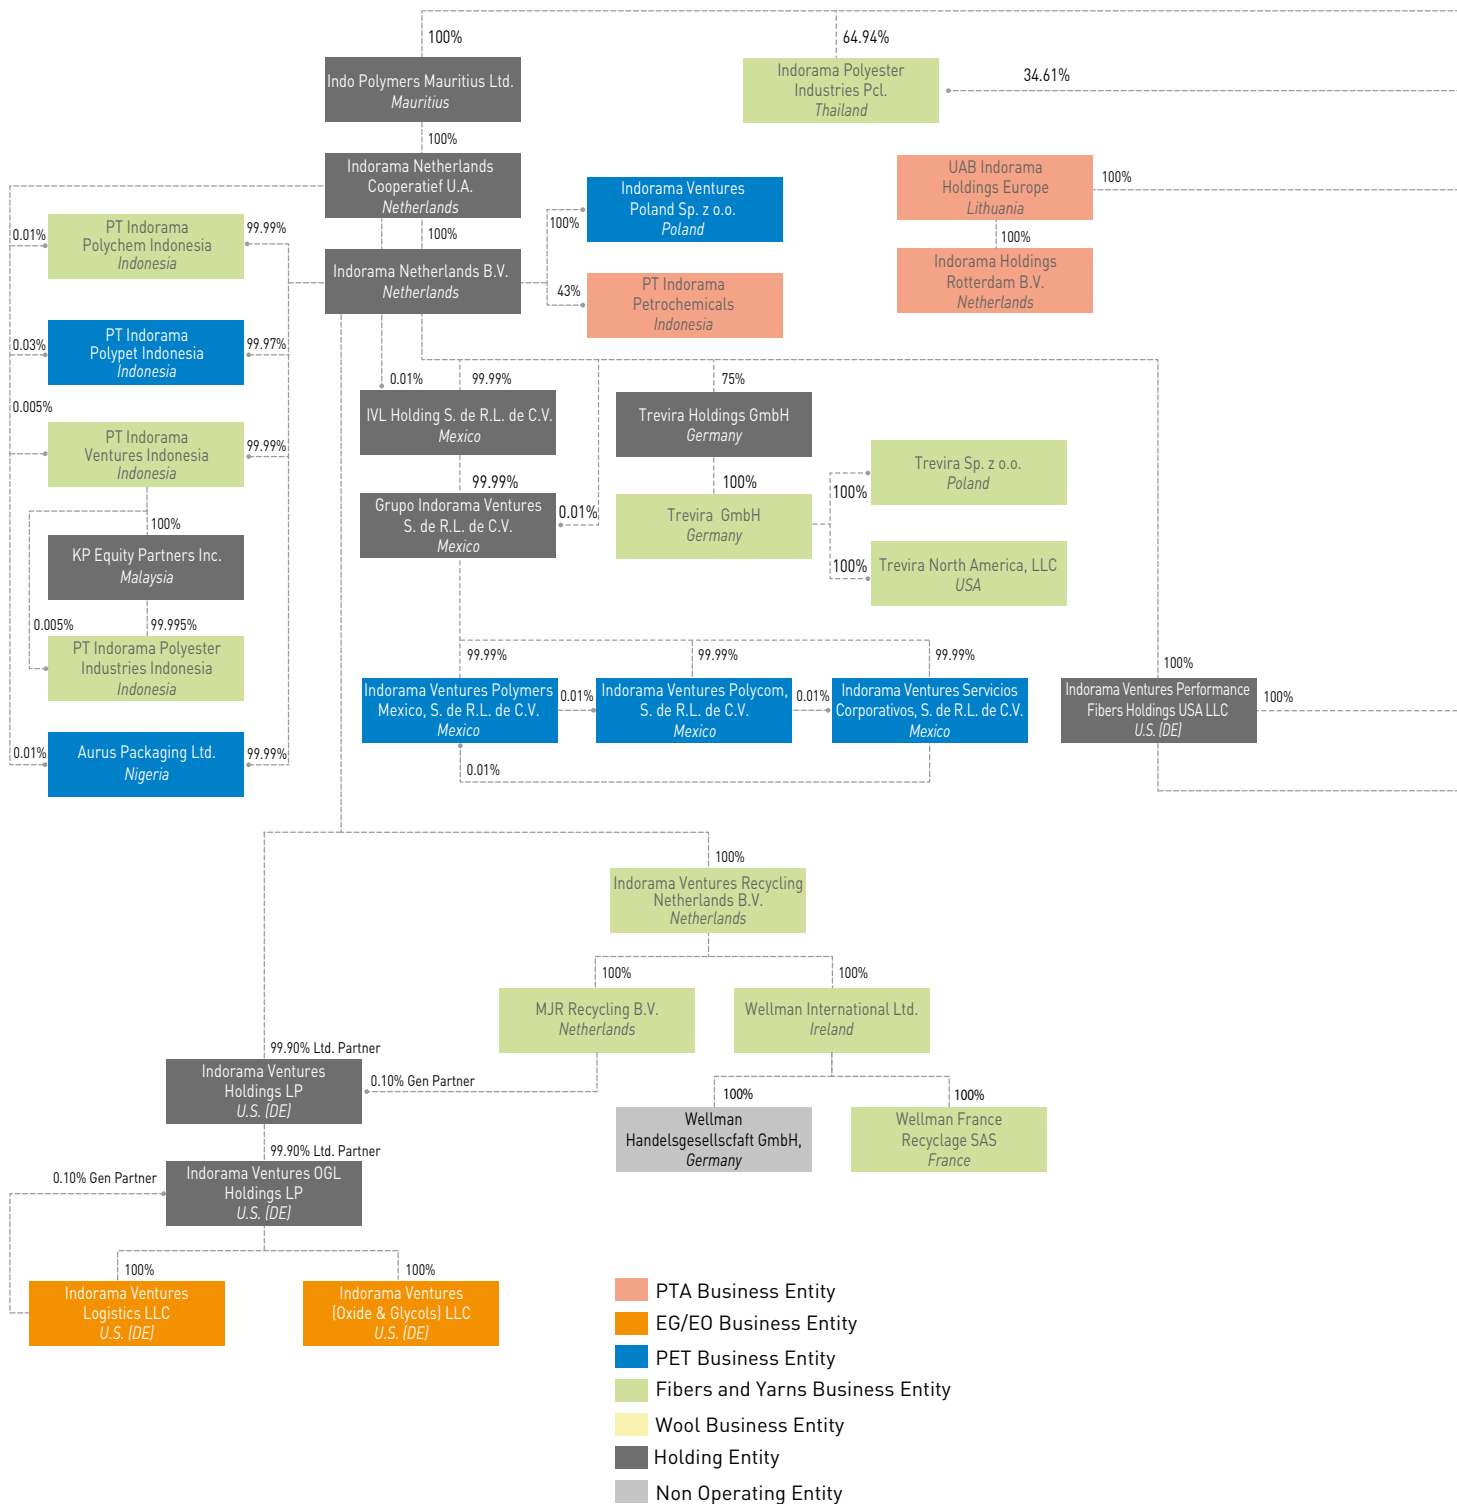 100%
64.94%
Indo Polymers Mauritius Ltd.
Mauritius
Indorama Polyester
Industries Pcl.
Thailand
34.61%
100%
Indorama Netherlands
Cooperatief U.A.
Netherlands
Indorama Ventures
Poland Sp. z o.o.
Poland
UAB Indorama
Holdings Europe
Lithuania
100%
0.01%
PT Indorama
Polychem Indonesia
Indonesia
99.99%
100%
100%
100%
Indorama Netherlands B.V.
Netherlands
43%
PT Indorama
Petrochemicals
Indonesia
Indorama Holdings
Rotterdam B.V.
Netherlands
0.03%
PT Indorama
Polypet Indonesia
Indonesia
99.97%
0.01%
99.99%
75%
0.005%
IVL Holding S. de R.L. de C.V.
Mexico
Trevira Holdings GmbH
Germany
PT Indorama
Ventures Indonesia
Indonesia
99.99%
Trevira Sp. z o.o.
Poland
99.99%
100%
100%
Grupo Indorama Ventures
S. de R.L. de C.V.
Mexico
0.01%
Trevira GmbH
Germany
100%
KP Equity Partners Inc.
Malaysia
100%
Trevira North America, LLC
USA
0.005%
99.995%
PT Indorama Polyester
Industries Indonesia
Indonesia
99.99%
99.99%
99.99%
100%
Indorama Ventures Polymers
Mexico, S. de R.L. de C.V.
Mexico
0.01%
Indorama Ventures Polycom,
S. de R.L. de C.V.
Mexico
0.01%
Indorama Ventures Servicios
Corporativos, S. de R.L. de C.V.
Mexico
Indorama Ventures Performance
Fibers Holdings USA LLC
U.S. (DE)
100%
0.01%
Aurus Packaging Ltd.
Nigeria
99.99%
0.01%
100%
Indorama Ventures Recycling
Netherlands B.V.
Netherlands
100%
100%
MJR Recycling B.V.
Netherlands
Wellman International Ltd.
Ireland
99.90% Ltd. Partner
Indorama Ventures
Holdings LP
U.S. (DE)
0.10% Gen Partner
100%
100%
Wellman
Handelsgesellscfaft GmbH,
Germany
Wellman France
Recyclage SAS
France
99.90% Ltd. Partner
0.10% Gen Partner
Indorama Ventures OGL
Holdings LP
U.S. (DE)
100%
100%
Indorama Ventures
Logistics LLC
U.S. (DE)
Indorama Ventures
(Oxide & Glycols) LLC
U.S. (DE)
PTA Business Entity
EG/EO Business Entity
PET Business Entity
Fibers and Yarns Business Entity
Wool Business Entity
Holding Entity
Non Operating Entity